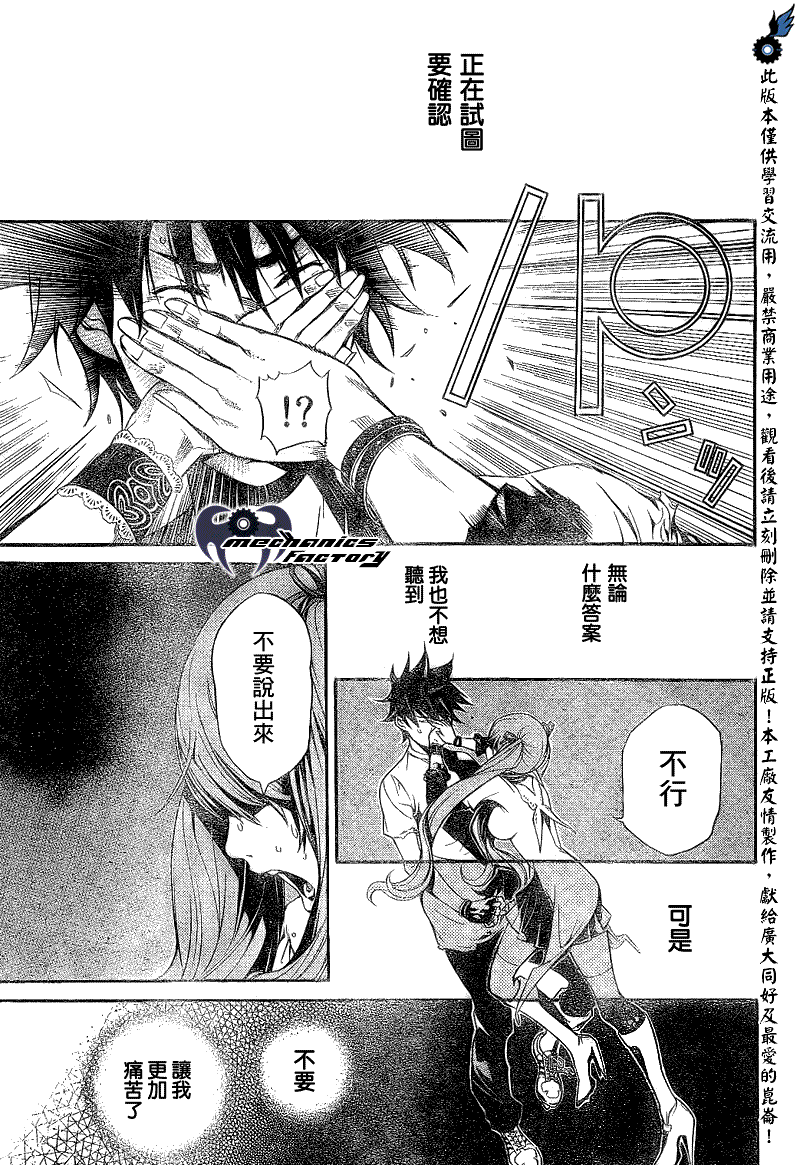 正在試圖
要確認
!?
mechanics
factory
無論
什麼答案
我也不想
聽到
不行
不要說出來
可是
不要
讓我
更加
痛苦了
此版本僅供學習交流用，嚴禁商業用途，觀看後請立刻刪除並請支持正版！本工廠友情製作，獻給廣大同好及最愛的崑崙！